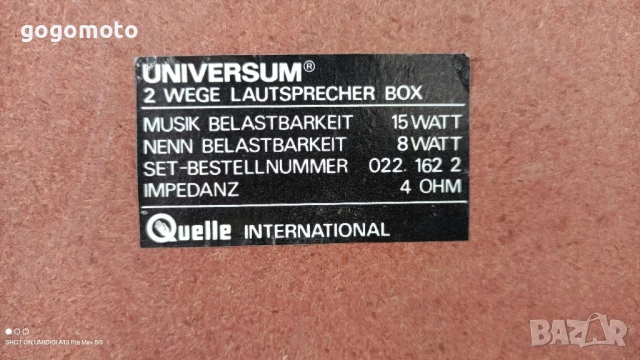 gogomoto
UNIVERSUM®
2 WEGE LAUTSPRECHER BOX
MUSIK BELASTBARKEIT 15 WATT
NENN BELASTBARKEIT 8 WATT
SET-BESTELLNUMMER 022. 162 2
IMPEDANZ 4 OHM
Quelle INTERNATIONAL
SHOT ON UMIDIGI A13 Pro Max 5G
BAZAR